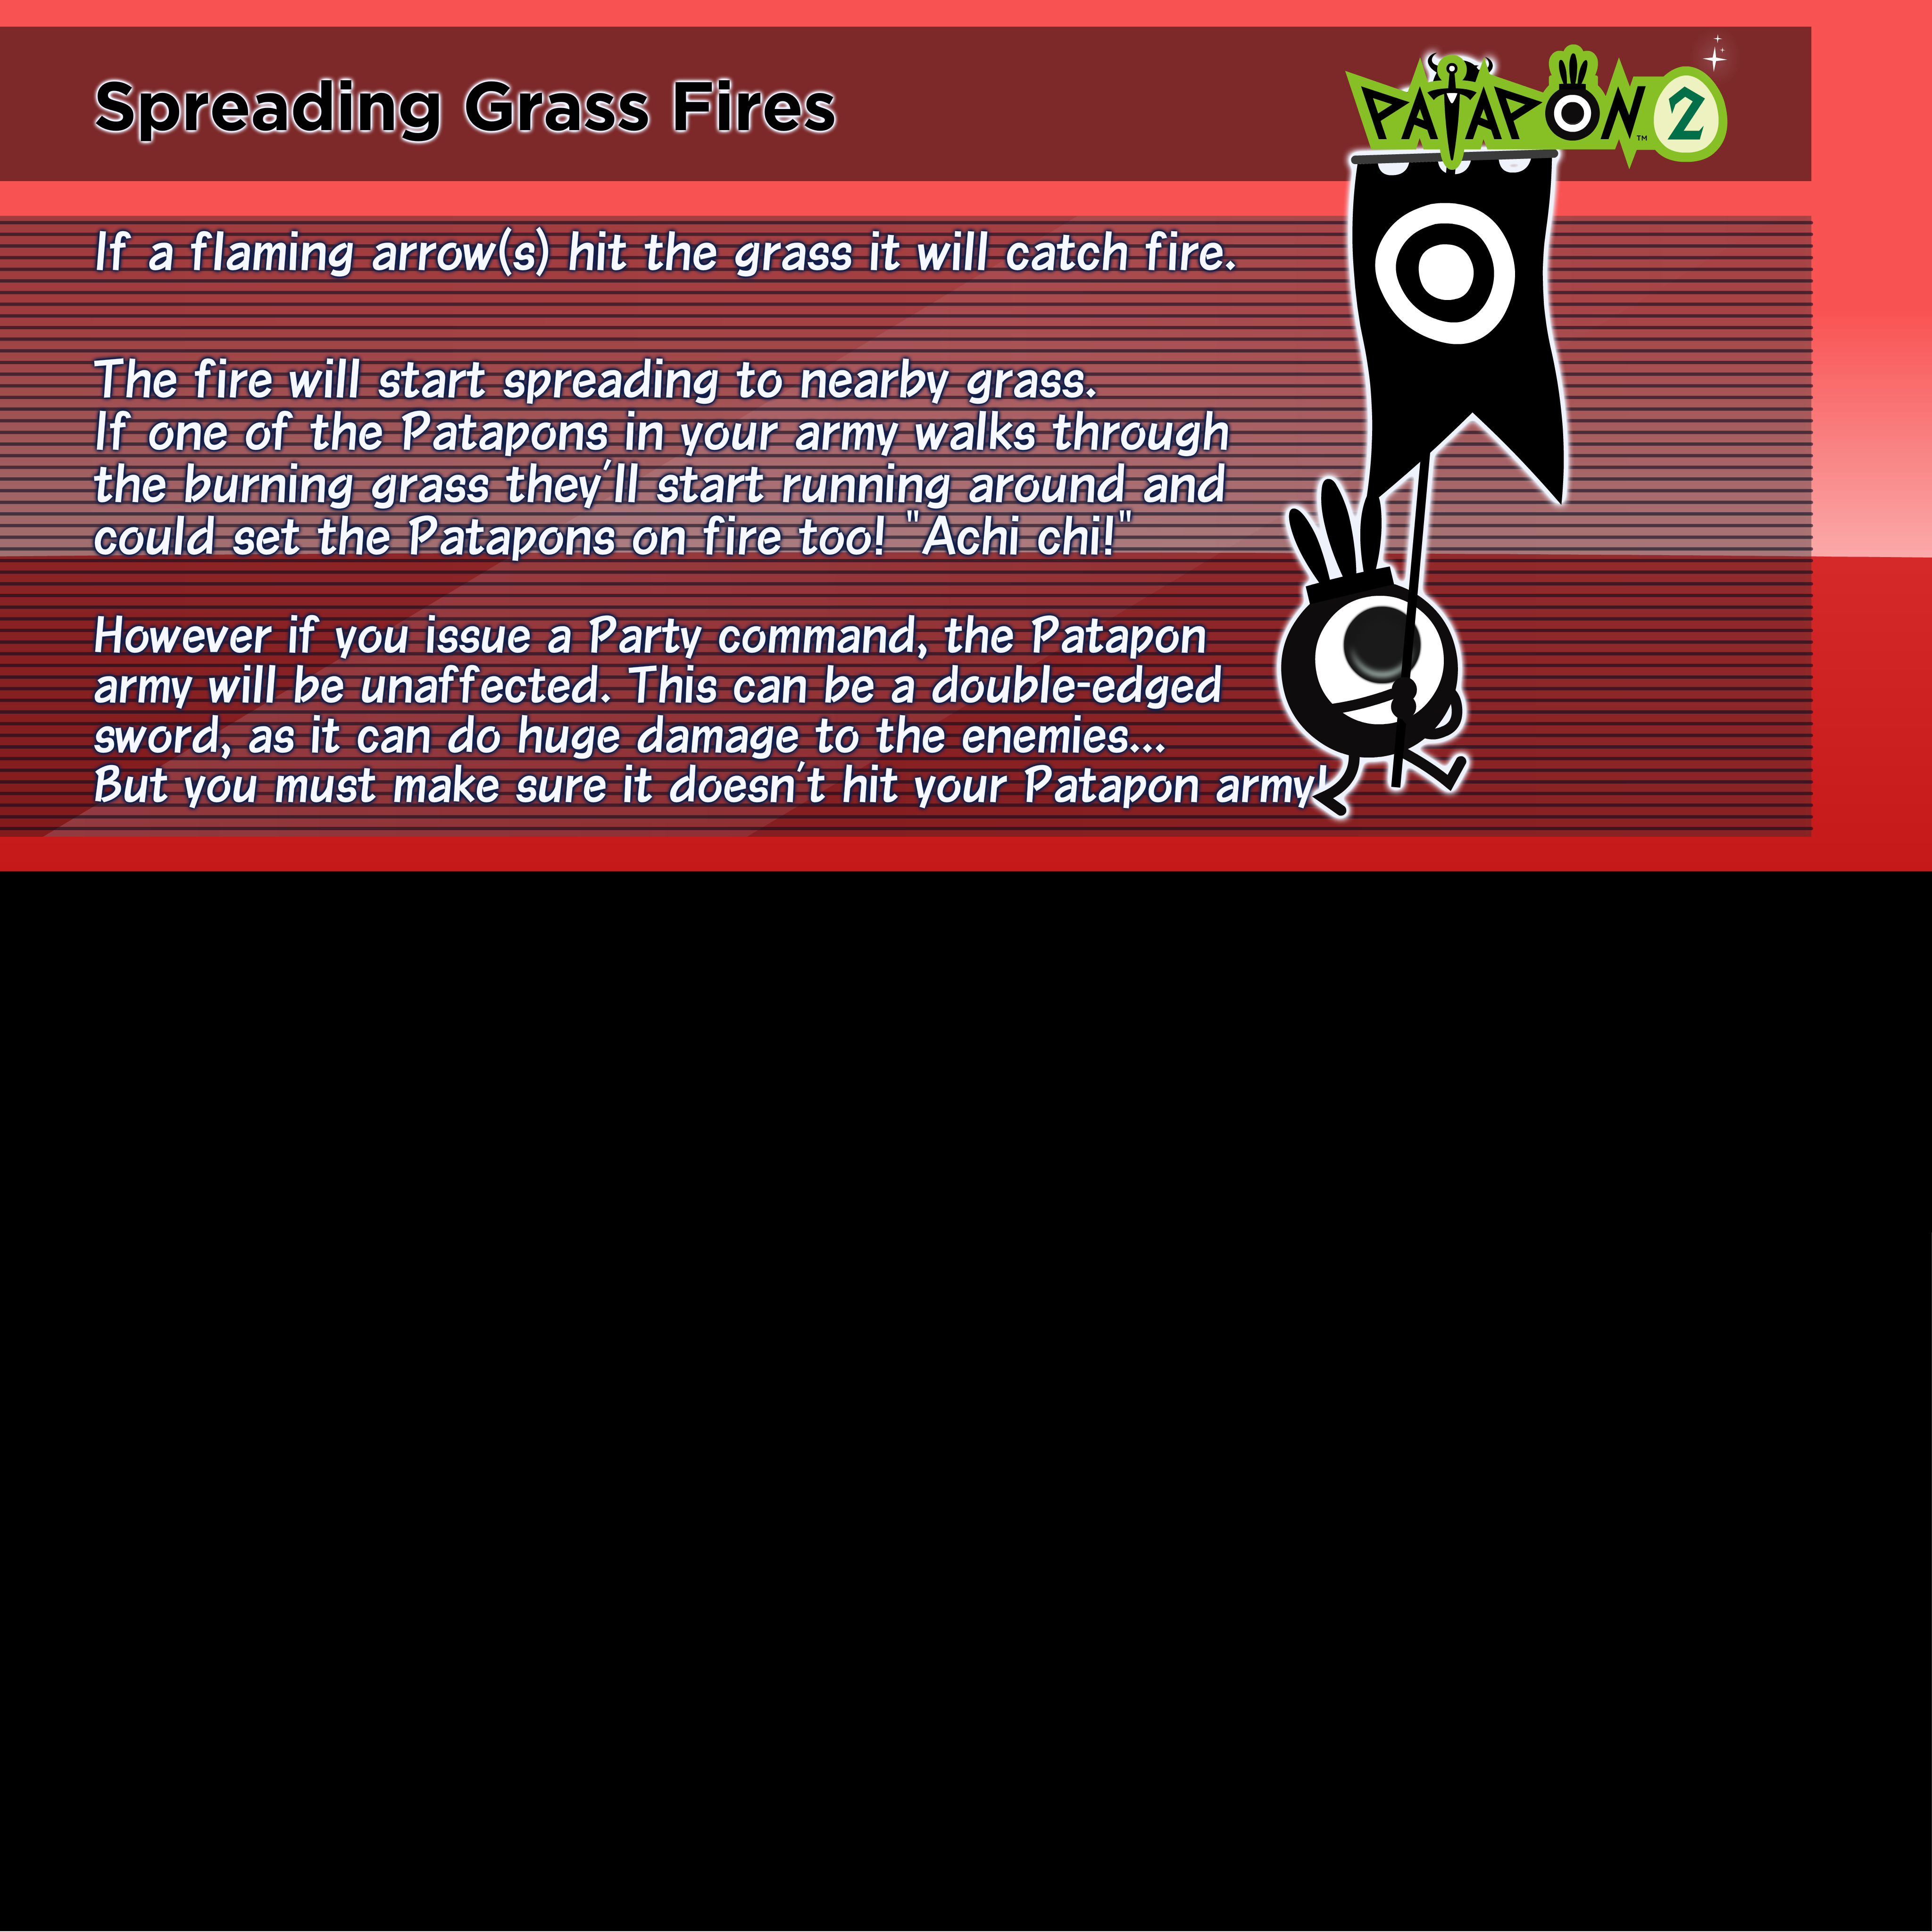 Spreading Grass Fires
PATAPON™ 2
If a flaming arrow(s) hit the grass it will catch fire.
The fire will start spreading to nearby grass.
If one of the Patapons in your army walks through
the burning grass they'll start running around and
could set the Patapons on fire too! "Achi chi!"
However if you issue a Party command, the Patapon
army will be unaffected. This can be a double-edged
sword, as it can do huge damage to the enemies...
But you must make sure it doesn't hit your Patapon army!